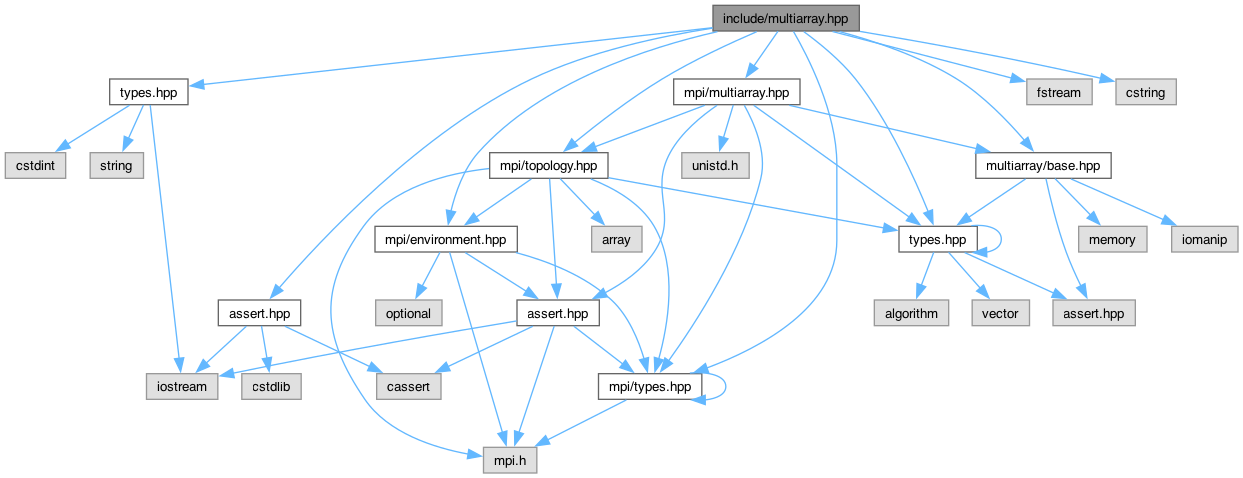 include/multiarray.hpp
types.hpp
mpi/multiarray.hpp
fstream
cstring
cstdint
string
mpi/topology.hpp
unistd.h
multiarray/base.hpp
mpi/environment.hpp
array
types.hpp
memory
iomanip
assert.hpp
optional
assert.hpp
algorithm
vector
assert.hpp
iostream
cstdlib
cassert
mpi/types.hpp
mpi.h